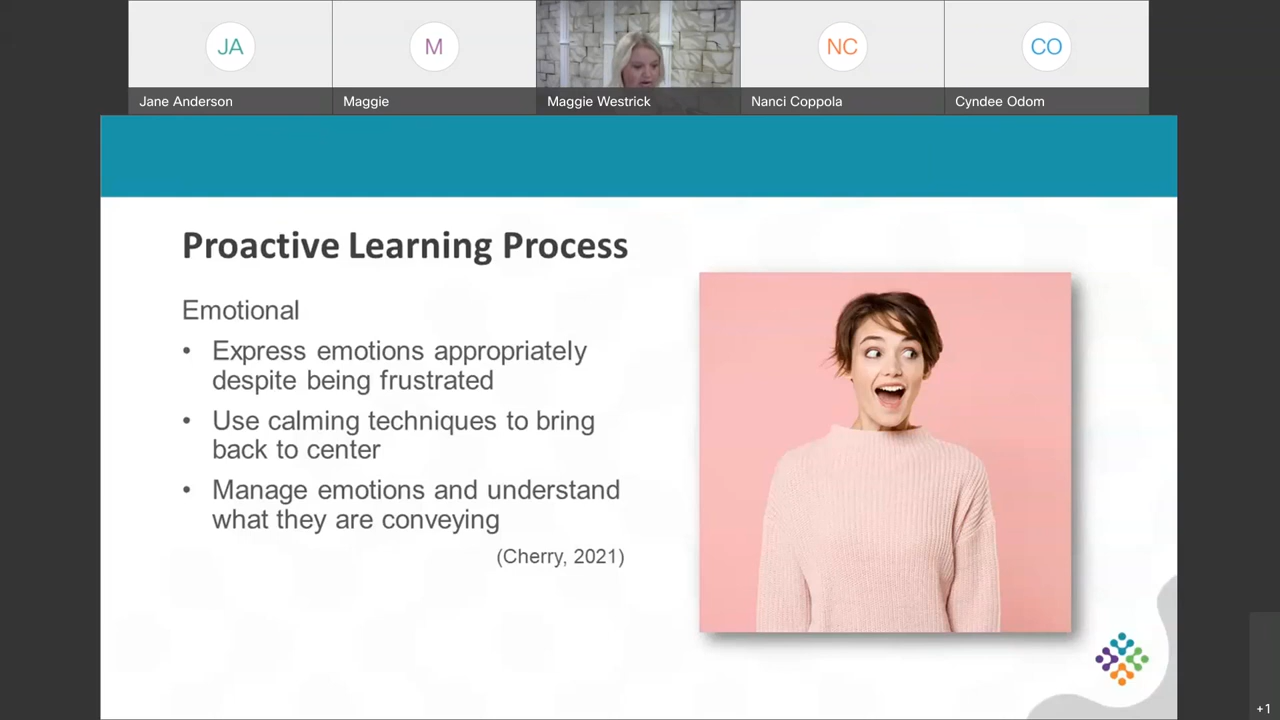 JA
M
NC
CO
Jane Anderson
Maggie
Maggie Westrick
Nanci Coppola
Cyndee Odom
Proactive Learning Process
Emotional
• Express emotions appropriately
despite being frustrated
• Use calming techniques to bring
back to center
• Manage emotions and understand
what they are conveying
(Cherry, 2021)
+1